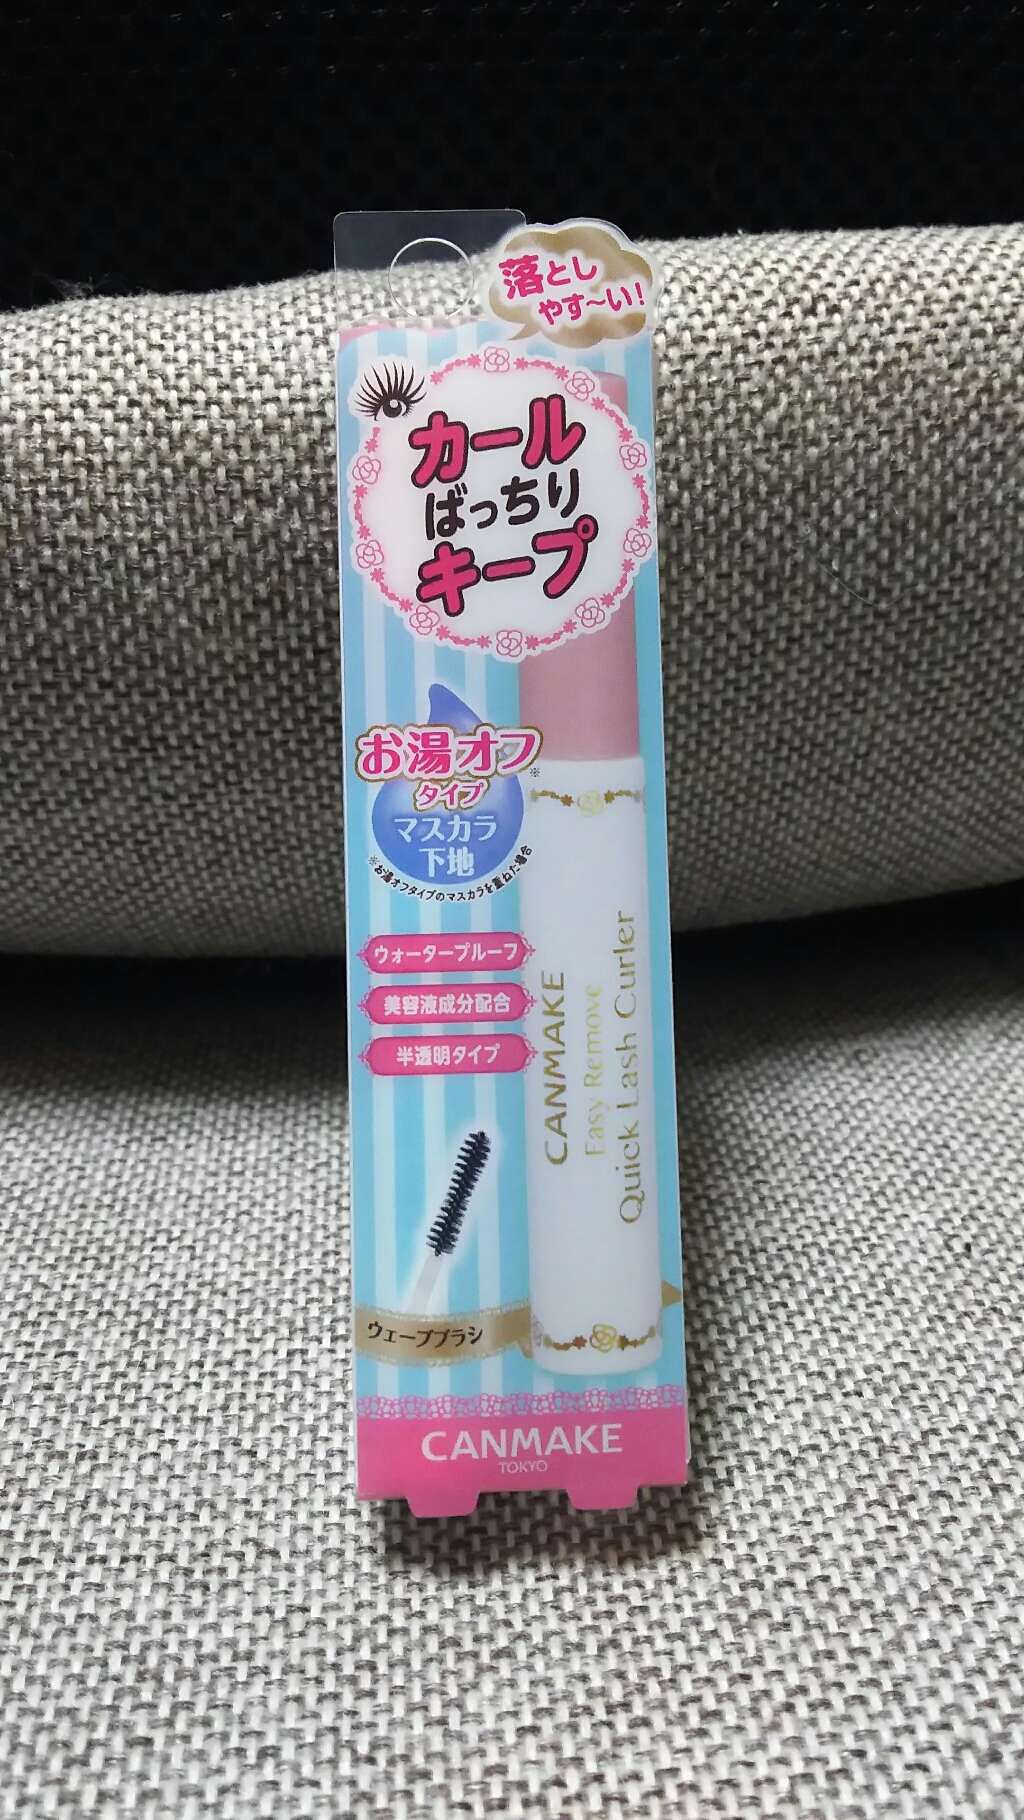 落とし
やす〜い!
カール
ばっちり
キープ
お湯オフ※
タイプ
マスカラ
下地
※お湯オフタイプのマスカラを重ねた場合
ウォータープルーフ
美容液成分配合
半透明タイプ
CANMAKE
Easy Remove
Quick Lash Curler
ウェーブブラシ
CANMAKE
TOKYO